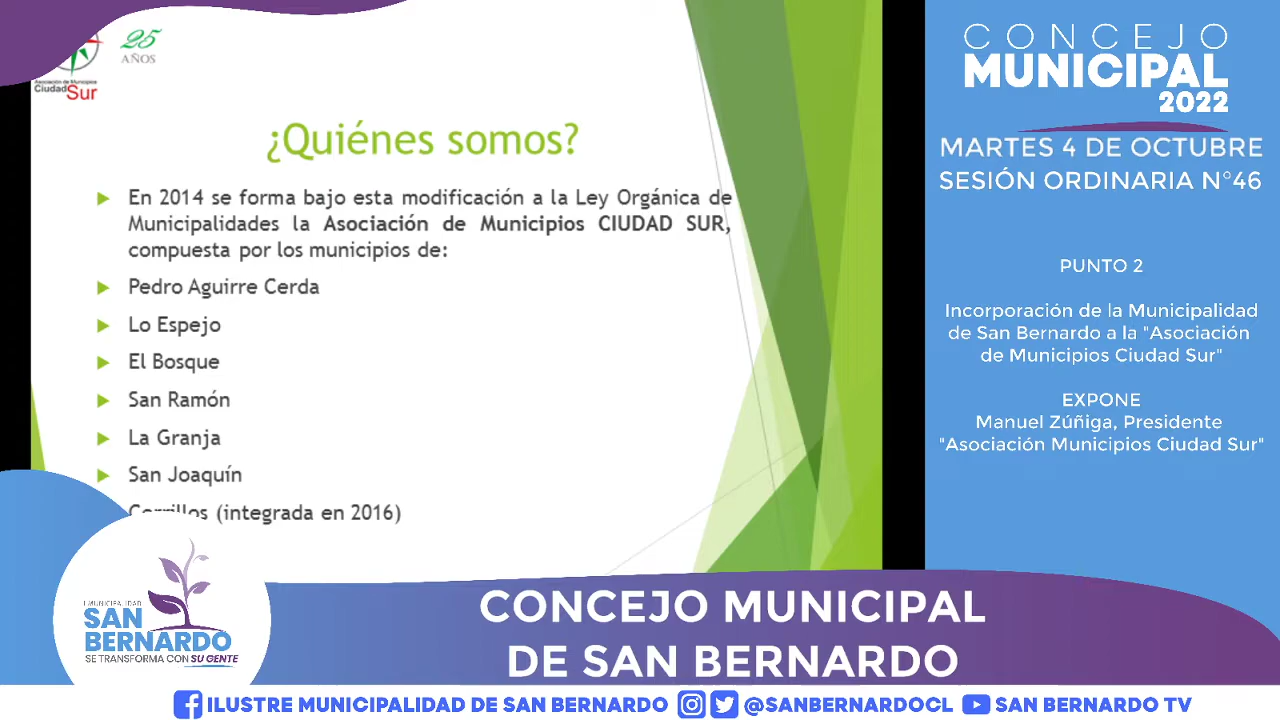 25
AÑOS
Asociación de Municipios
Ciudad Sur
¿Quiénes somos?
En 2014 se forma bajo esta modificación a la Ley Orgánica de
Municipalidades la Asociación de Municipios CIUDAD SUR,
compuesta por los municipios de:
Pedro Aguirre Cerda
Lo Espejo
El Bosque
San Ramón
La Granja
San Joaquín
Cerrillos (integrada en 2016)
CONCEJO
MUNICIPAL
2022
MARTES 4 DE OCTUBRE
SESIÓN ORDINARIA N°46
PUNTO 2
Incorporación de la Municipalidad
de San Bernardo a la "Asociación
de Municipios Ciudad Sur"
EXPONE
Manuel Zúñiga, Presidente
"Asociación Municipios Ciudad Sur"
I.MUNICIPALIDAD
SAN
BERNARDO
SE TRANSFORMA CON SU GENTE
CONCEJO MUNICIPAL
DE SAN BERNARDO
ILUSTRE MUNICIPALIDAD DE SAN BERNARDO @SANBERNARDOCL SAN BERNARDO TV